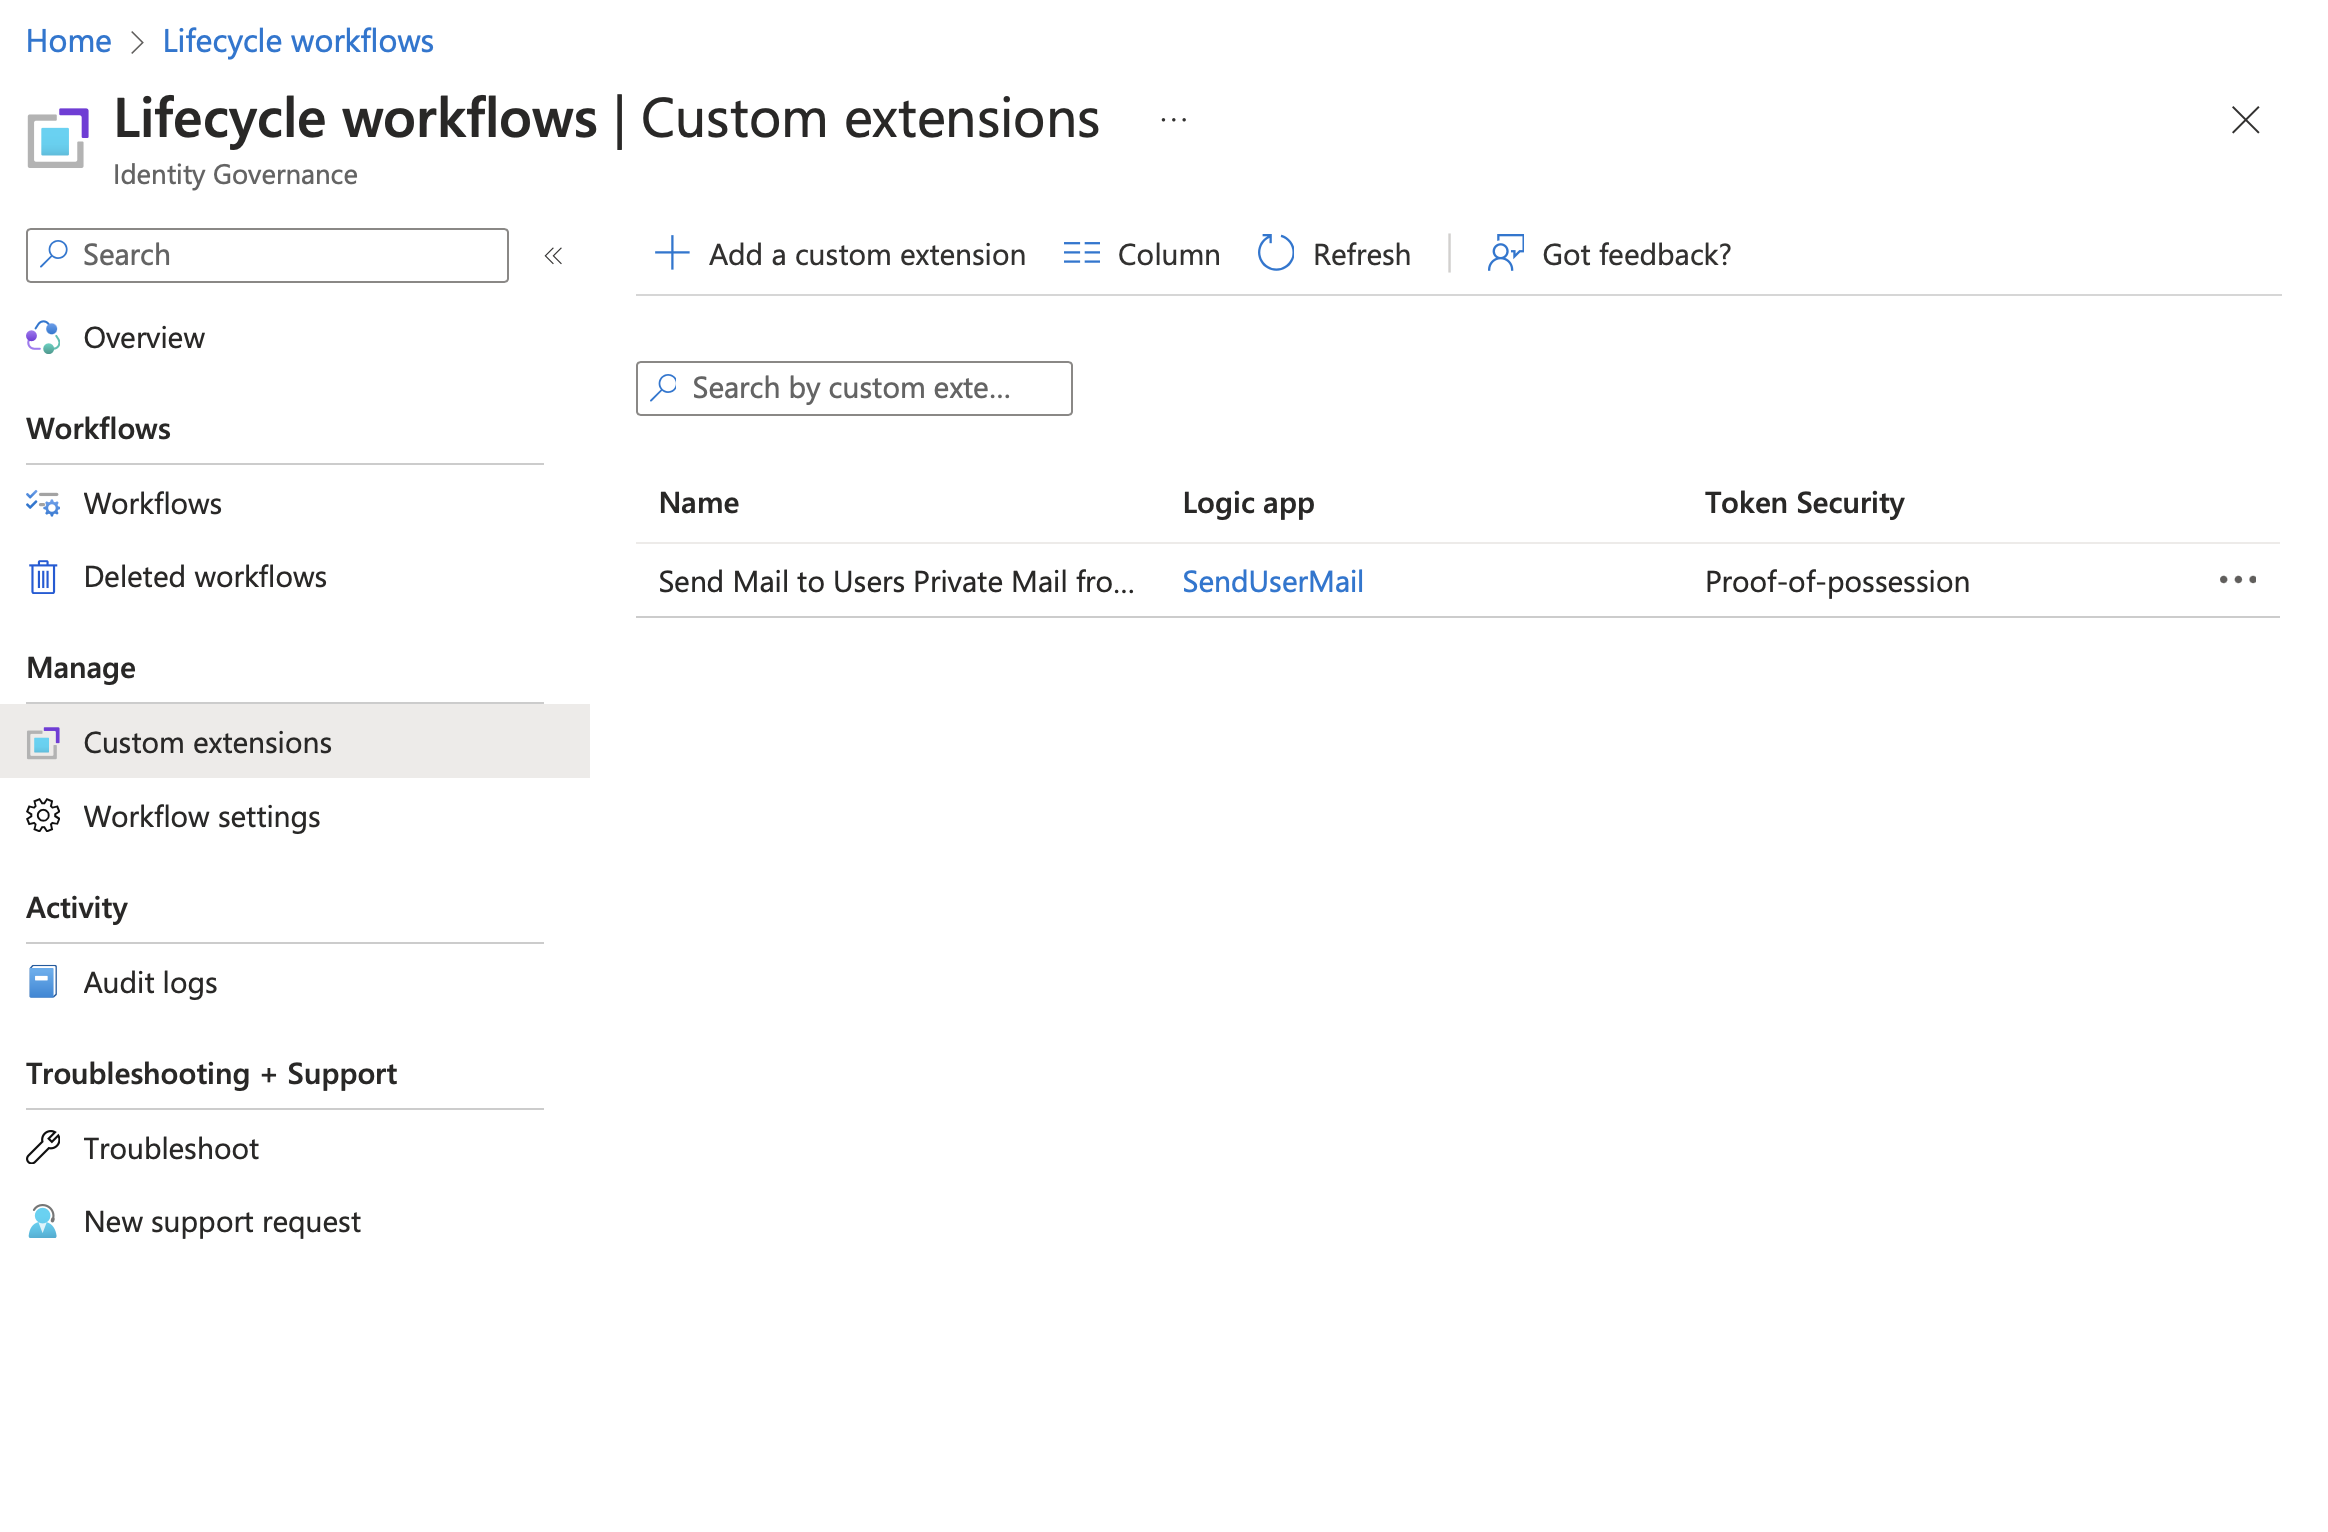 Home > Lifecycle workflows
Lifecycle workflows | Custom extensions ...
Identity Governance
Search «
Overview
Workflows
Workflows
Deleted workflows
Manage
Custom extensions
Workflow settings
Activity
Audit logs
Troubleshooting + Support
Troubleshoot
New support request
Add a custom extension Column Refresh Got feedback?
Search by custom exte...
Name Logic app Token Security
Send Mail to Users Private Mail fro... SendUserMail Proof-of-possession ...